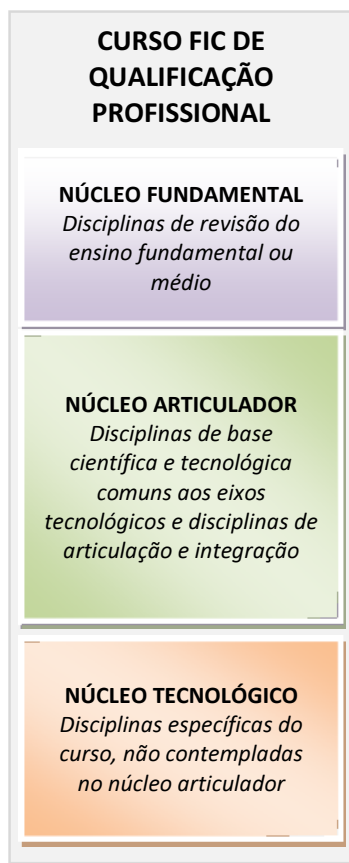 CURSO FIC DE
QUALIFICAÇÃO
PROFISSIONAL
NÚCLEO FUNDAMENTAL
Disciplinas de revisão do
ensino fundamental ou
médio
NÚCLEO ARTICULADOR
Disciplinas de base
científica e tecnológica
comuns aos eixos
tecnológicos e disciplinas de
articulação e integração
NÚCLEO TECNOLÓGICO
Disciplinas específicas do
curso, não contempladas
no núcleo articulador